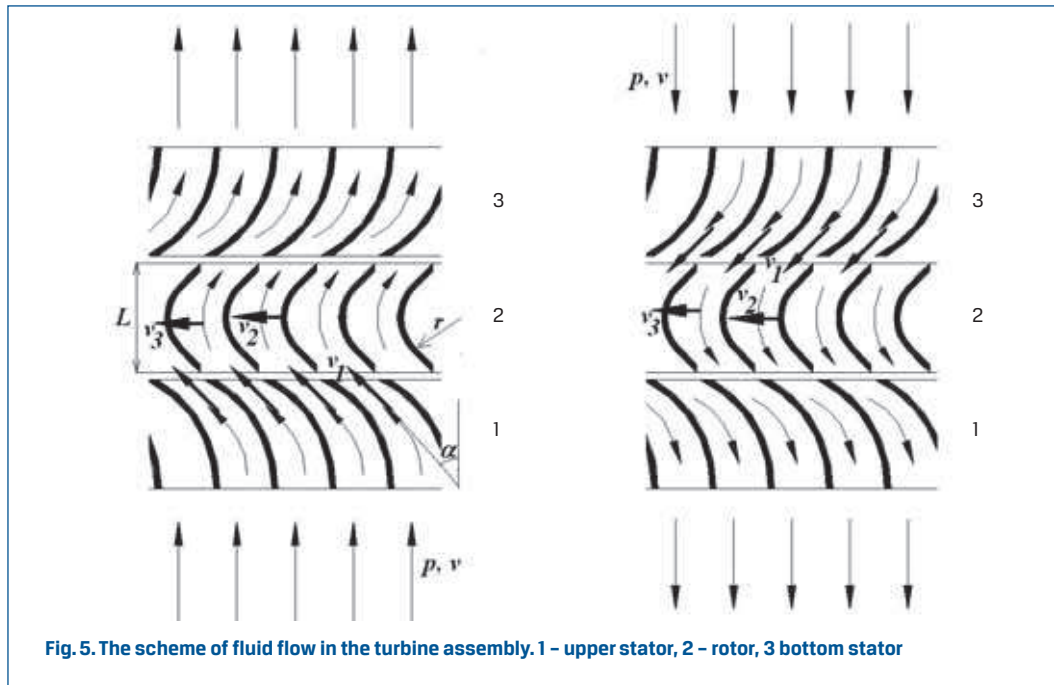 p, v
3
3
v1
L
v3
v2
r
2
v2
v3
2
v1
1
α
1
p, v
Fig. 5. The scheme of fluid flow in the turbine assembly. 1 – upper stator, 2 – rotor, 3 bottom stator